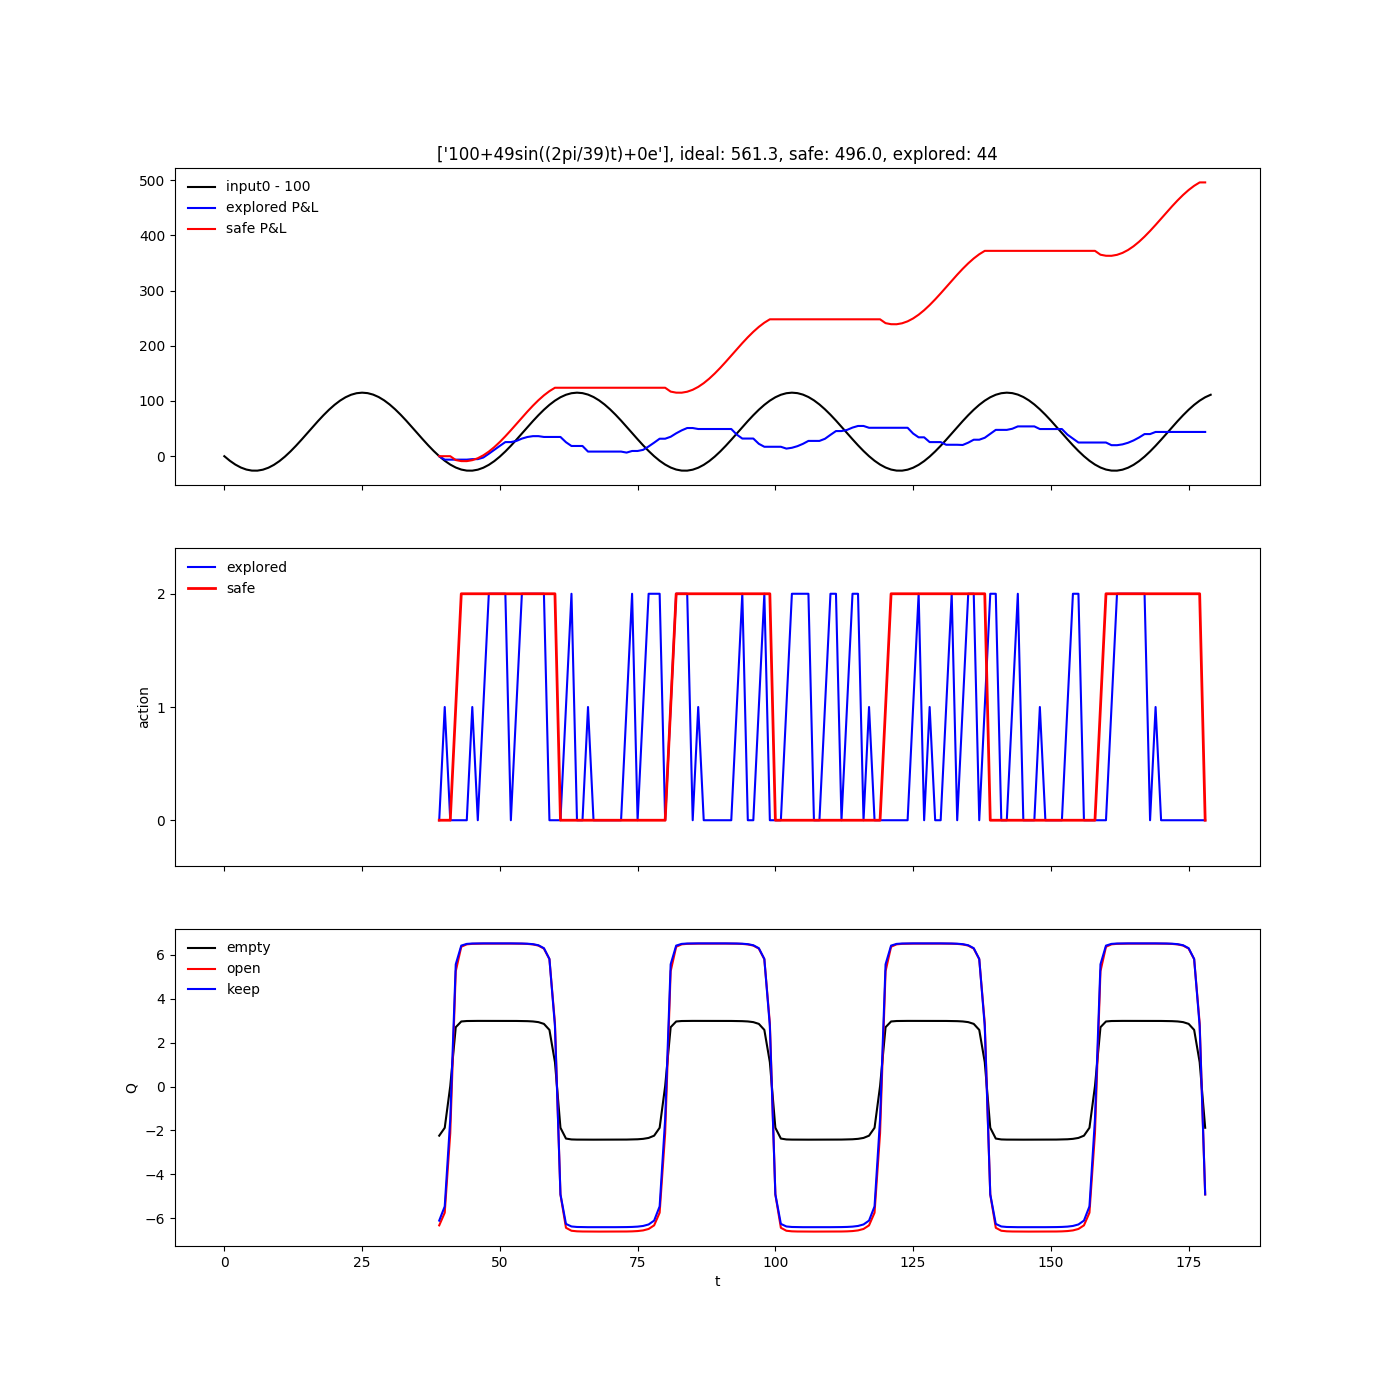 ['100+49sin((2pi/39)t)+0e'], ideal: 561.3, safe: 496.0, explored: 44
500
400
300
200
100
0
input0 - 100
explored P&L
safe P&L
action
2
1
0
explored
safe
Q
6
4
2
0
−2
−4
−6
empty
open
keep
0
25
50
75
100
125
150
175
t